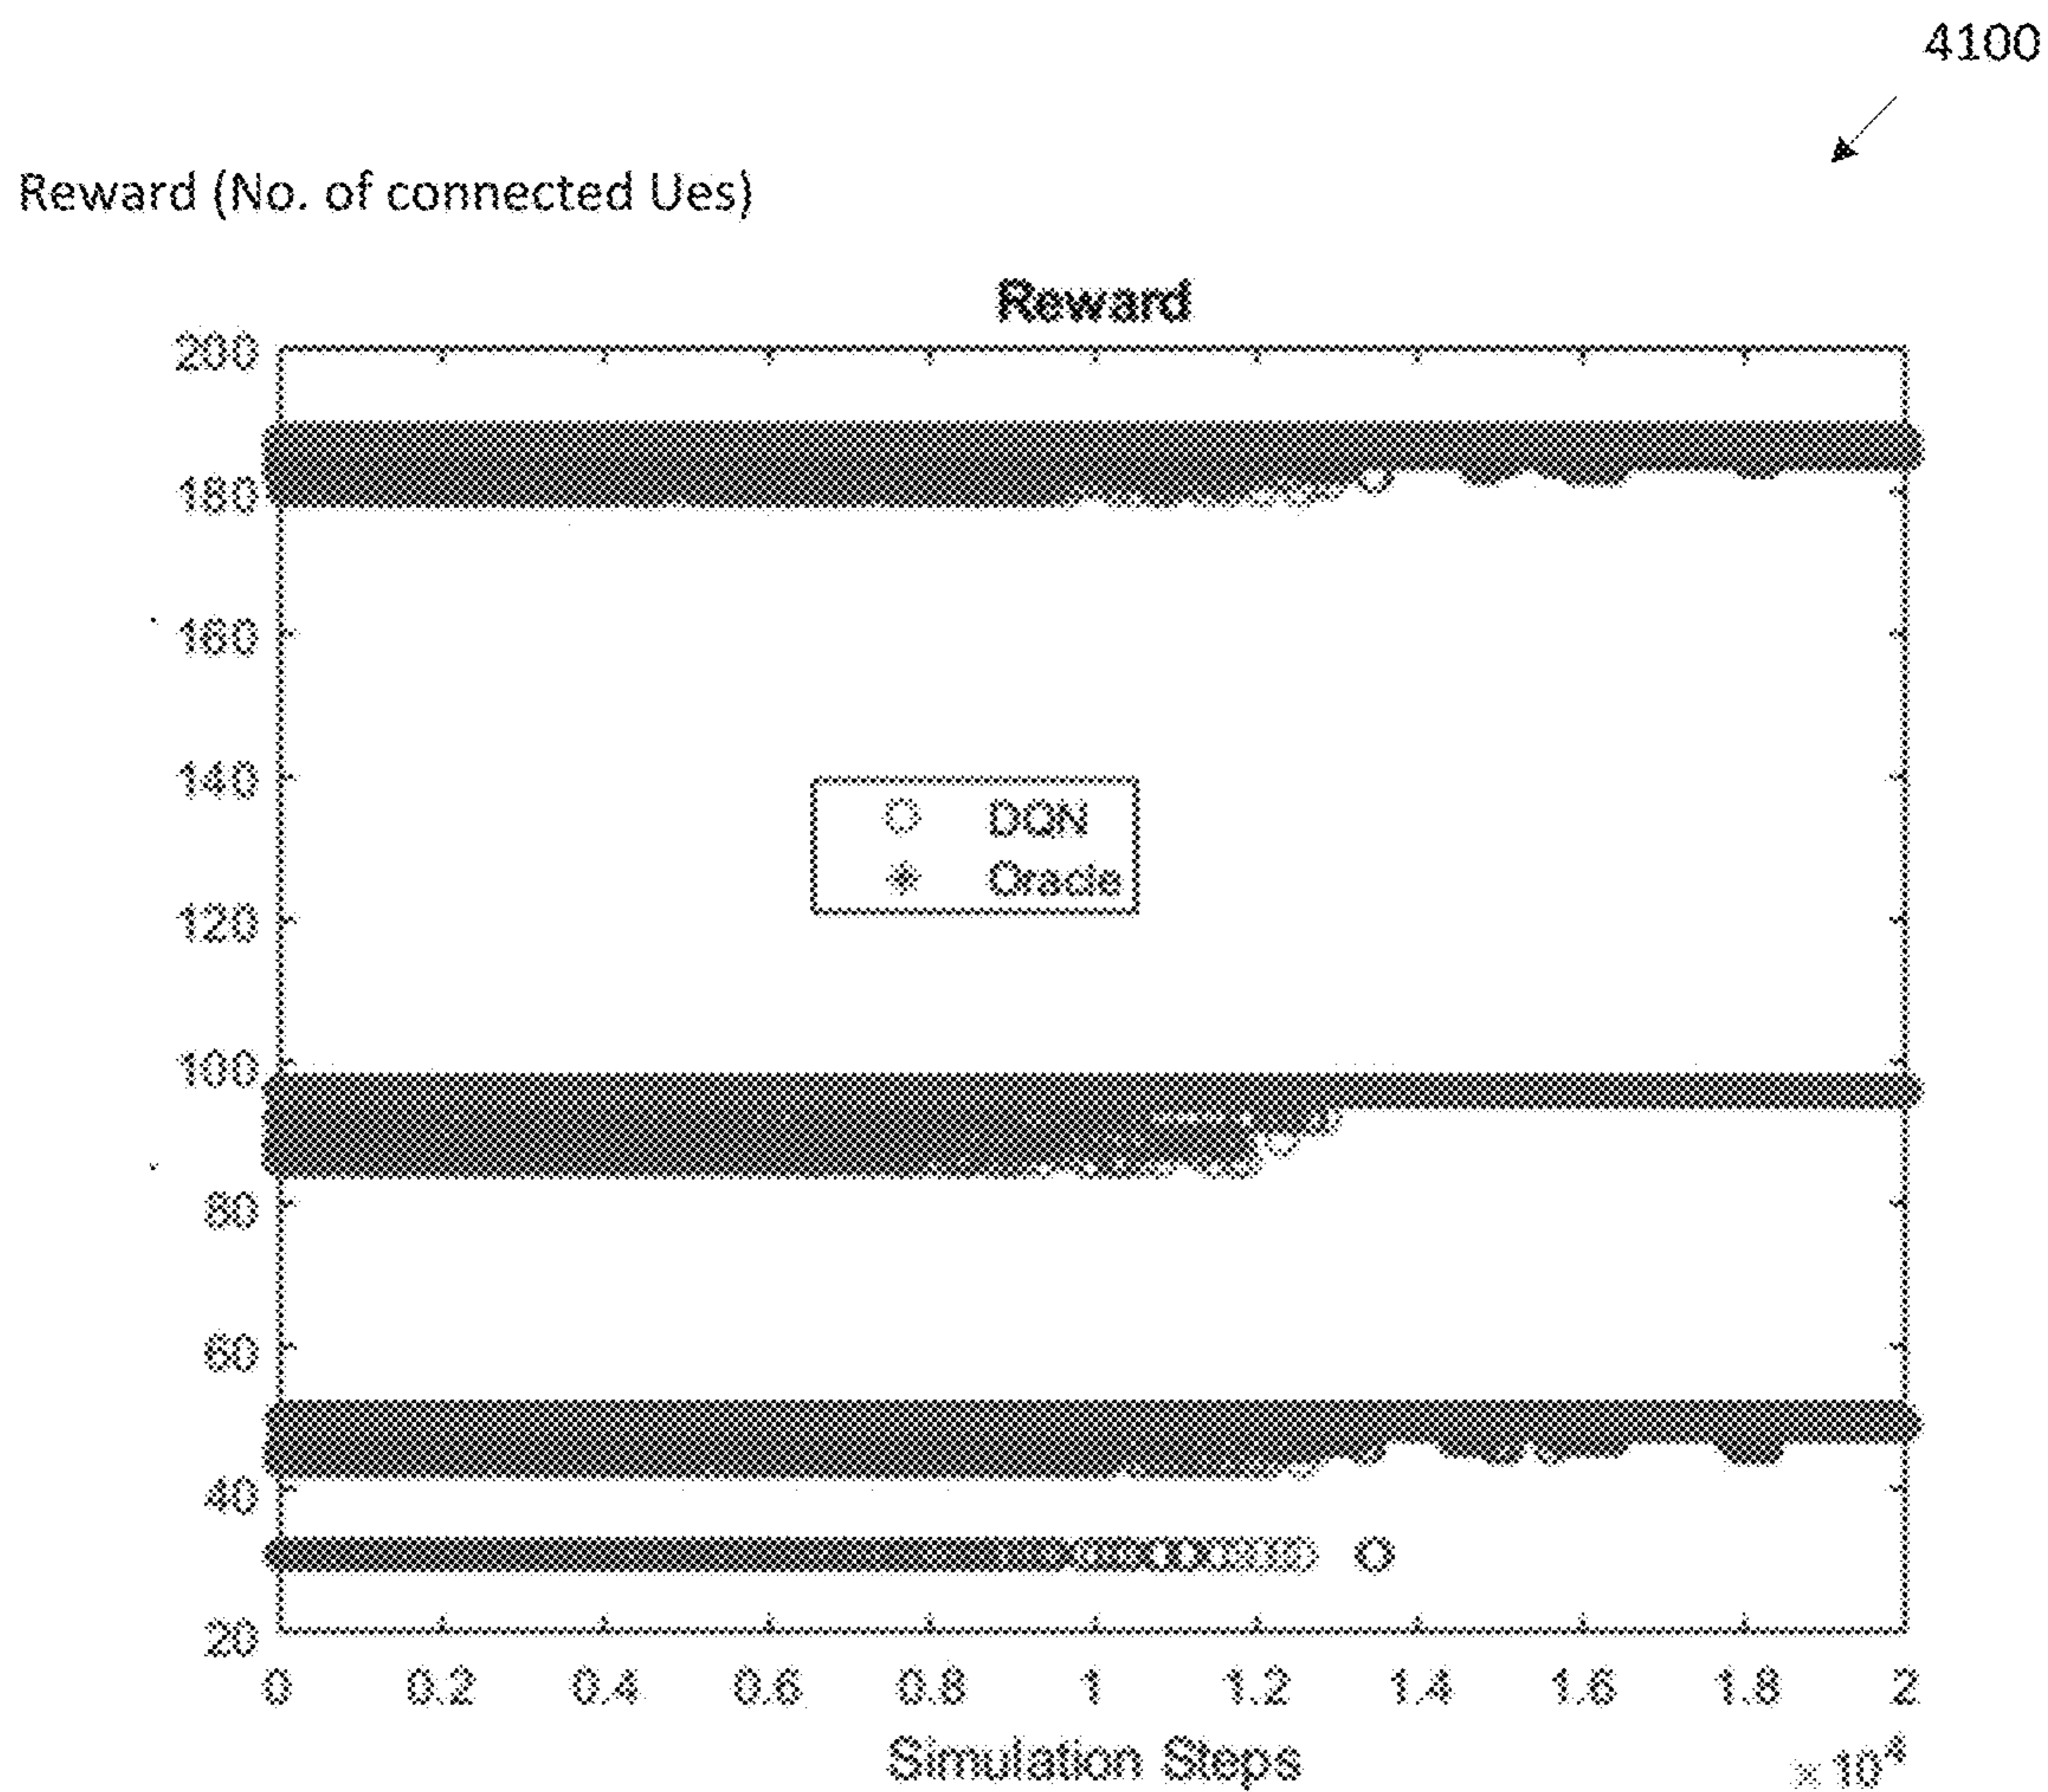 4100
Reward (No. of connected Ues)
Reward
200
180
160
140
120
100
80
60
40
20
DQN
Oracle
0 0.2 0.4 0.6 0.8 1 1.2 1.4 1.6 1.8 2
Simulation Steps
× 10⁴